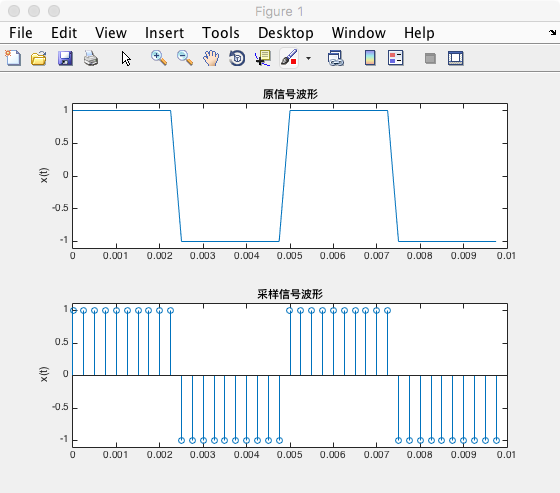 Figure 1
File Edit View Insert Tools Desktop Window Help
原信号波形
x(t)
1
0.5
0
-0.5
-1
0 0.001 0.002 0.003 0.004 0.005 0.006 0.007 0.008 0.009 0.01
采样信号波形
x(t)
1
0.5
0
-0.5
-1
0 0.001 0.002 0.003 0.004 0.005 0.006 0.007 0.008 0.009 0.01